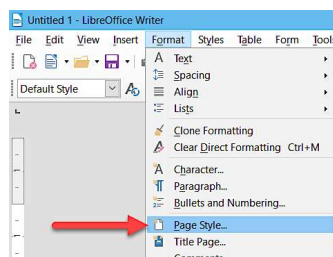 Untitled 1 - LibreOffice Writer
File Edit View Insert Format Styles Table Form Tools
Text
Default Style Spacing
Align
Lists
Clone Formatting
Clear Direct Formatting Ctrl+M
Character...
Paragraph...
Bullets and Numbering...
Page Style...
Title Page...